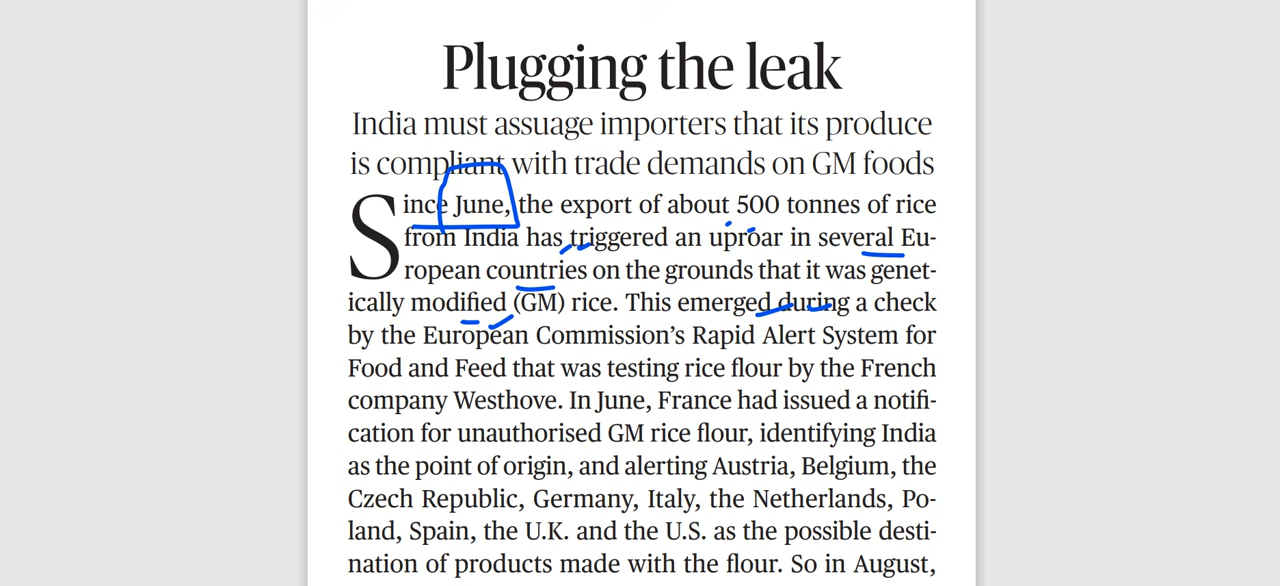 Plugging the leak
India must assuage importers that its produce
is compliant with trade demands on GM foods
Since June, the export of about 500 tonnes of rice
from India has triggered an uproar in several Eu-
ropean countries on the grounds that it was genet-
ically modified (GM) rice. This emerged during a check
by the European Commission's Rapid Alert System for
Food and Feed that was testing rice flour by the French
company Westhove. In June, France had issued a notifi-
cation for unauthorised GM rice flour, identifying India
as the point of origin, and alerting Austria, Belgium, the
Czech Republic, Germany, Italy, the Netherlands, Po-
land, Spain, the U.K. and the U.S. as the possible desti-
nation of products made with the flour. So in August,